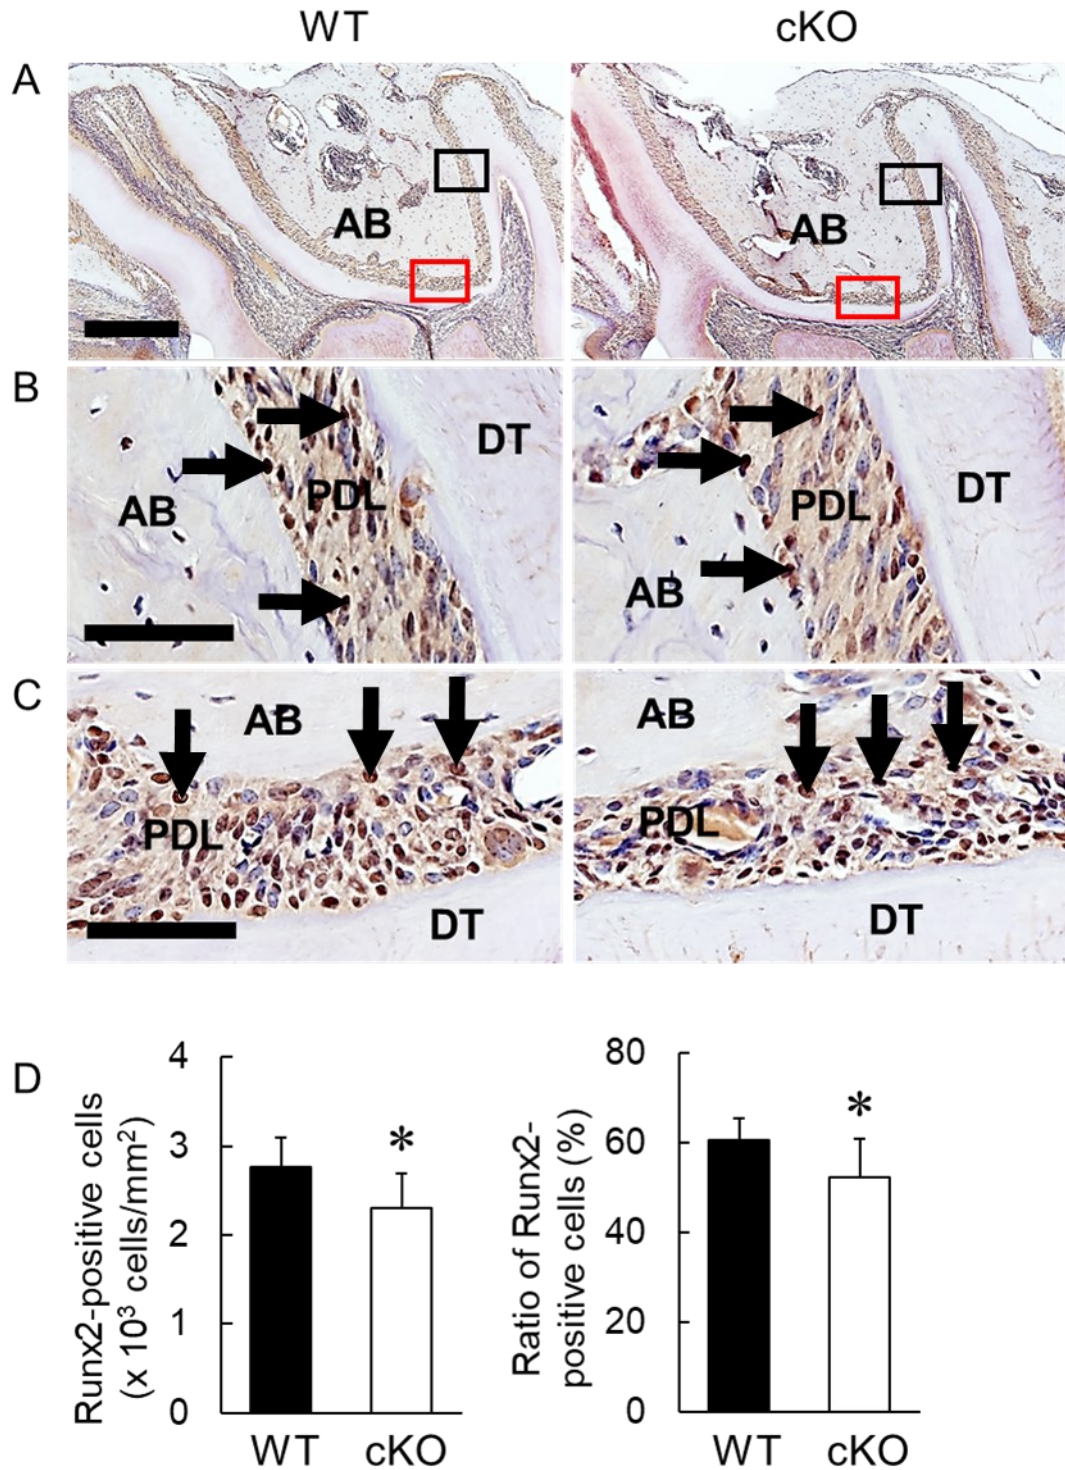 WT cKO
A
AB AB
B
DT DT
PDL PDL
AB AB
C
AB AB
PDL PDL
DT DT
D
Runx2-positive cells
(x 10³ cells/mm²)
4
3
2
1
0
*
WT cKO
Ratio of Runx2-
positive cells (%)
80
60
40
20
0
*
WT cKO